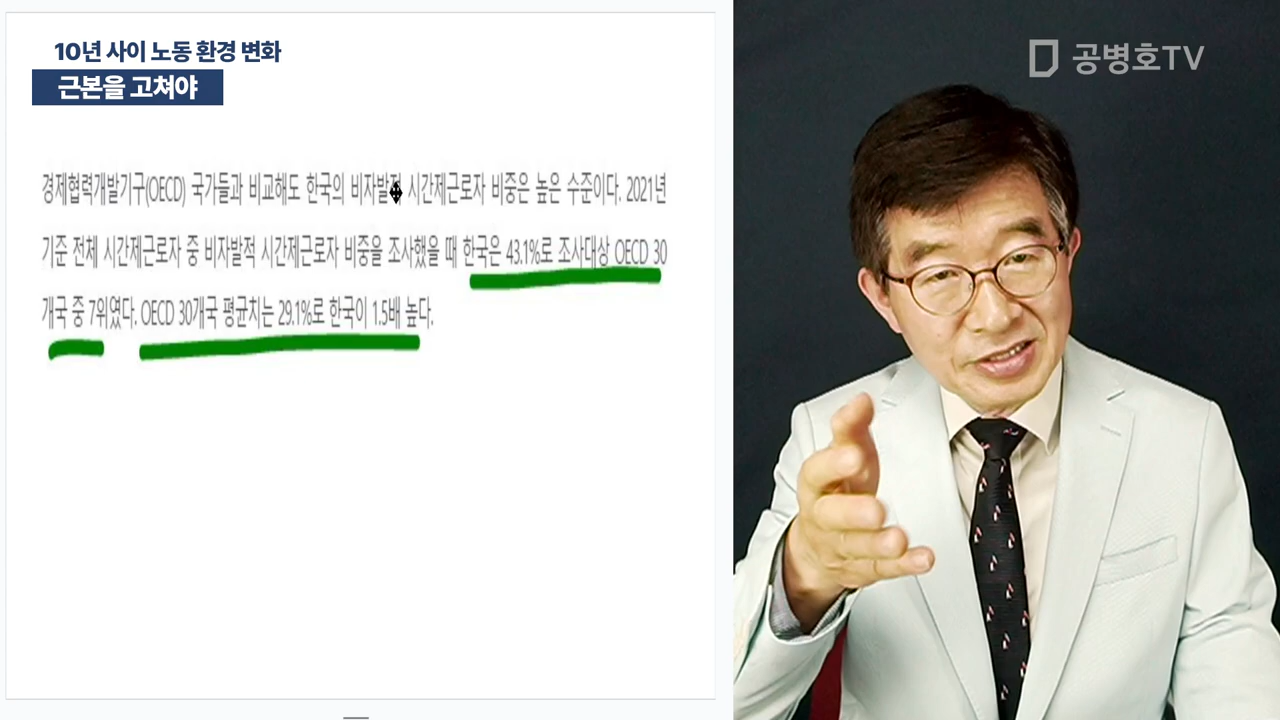 10년 사이 노동 환경 변화
근본을 고쳐야
공병호TV
경제협력개발기구(OECD) 국가들과 비교해도 한국의 비자발적 시간제근로자 비중은 높은 수준이다. 2021년
기준 전체 시간제근로자 중 비자발적 시간제근로자 비중을 조사했을 때 한국은 43.1%로 조사대상 OECD 30
개국 중 7위였다. OECD 30개국 평균치는 29.1%로 한국이 1.5배 높다.